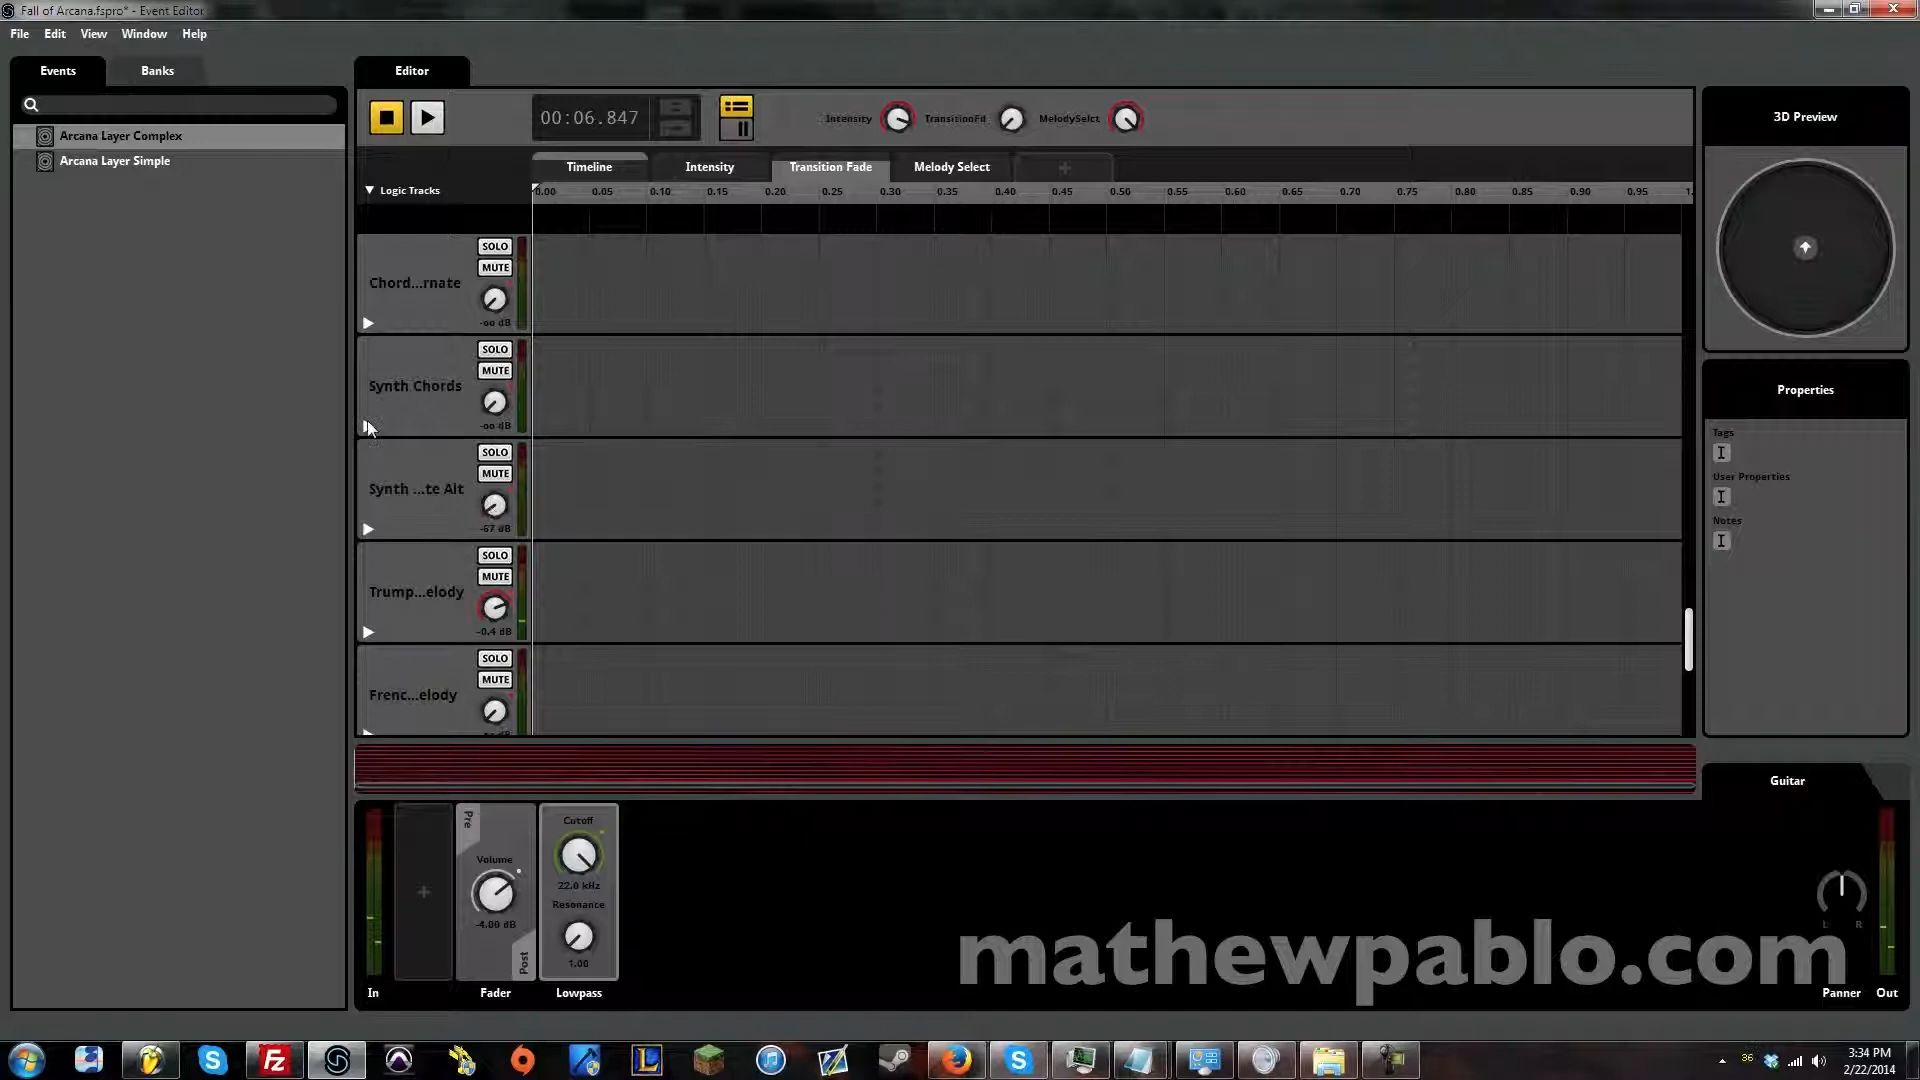 Fall of Arcana.fspro* - Event Editor
File Edit View Window Help
Events Banks Editor
00:06.847 Intensity TransitionFd MelodySelct
3D Preview
Arcana Layer Complex
Arcana Layer Simple
Timeline Intensity Transition Fade Melody Select +
Logic Tracks
0.00 0.05 0.10 0.15 0.20 0.25 0.30 0.35 0.40 0.45 0.50 0.55 0.60 0.65 0.70 0.75 0.80 0.85 0.90 0.95 1.
SOLO
MUTE
Chord...rnate
-oo dB
SOLO
MUTE
Synth Chords
-oo dB
SOLO
MUTE
Synth ...te Alt
-67 dB
SOLO
MUTE
Trump...elody
-0.4 dB
SOLO
MUTE
Frenc...elody
Properties
Tags
User Properties
Notes
Guitar
Pre
Volume
-4.00 dB
Post
Cutoff
22.0 kHz
Resonance
1.00
L R
In Fader Lowpass Panner Out
mathewpablo.com
36
3:34 PM
2/22/2014